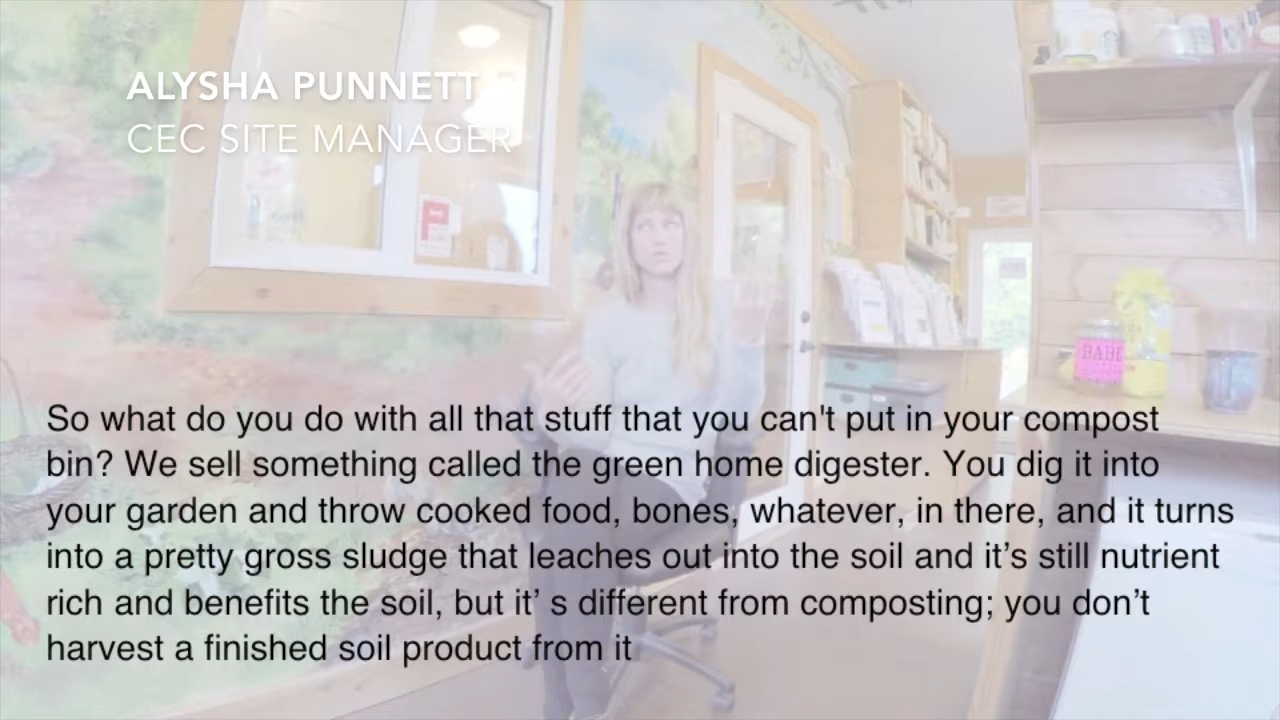 ALYSHA PUNNETT
CEC SITE MANAGER
P
BABE
So what do you do with all that stuff that you can't put in your compost
bin? We sell something called the green home digester. You dig it into
your garden and throw cooked food, bones, whatever, in there, and it turns
into a pretty gross sludge that leaches out into the soil and it’s still nutrient
rich and benefits the soil, but it’ s different from composting; you don’t
harvest a finished soil product from it